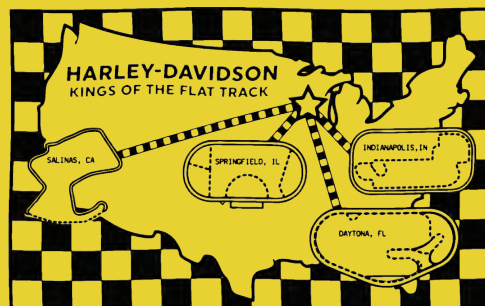 HARLEY-DAVIDSON
KINGS OF THE FLAT TRACK
SALINAS, CA
SPRINGFIELD, IL
INDIANAPOLIS, IN
DAYTONA, FL